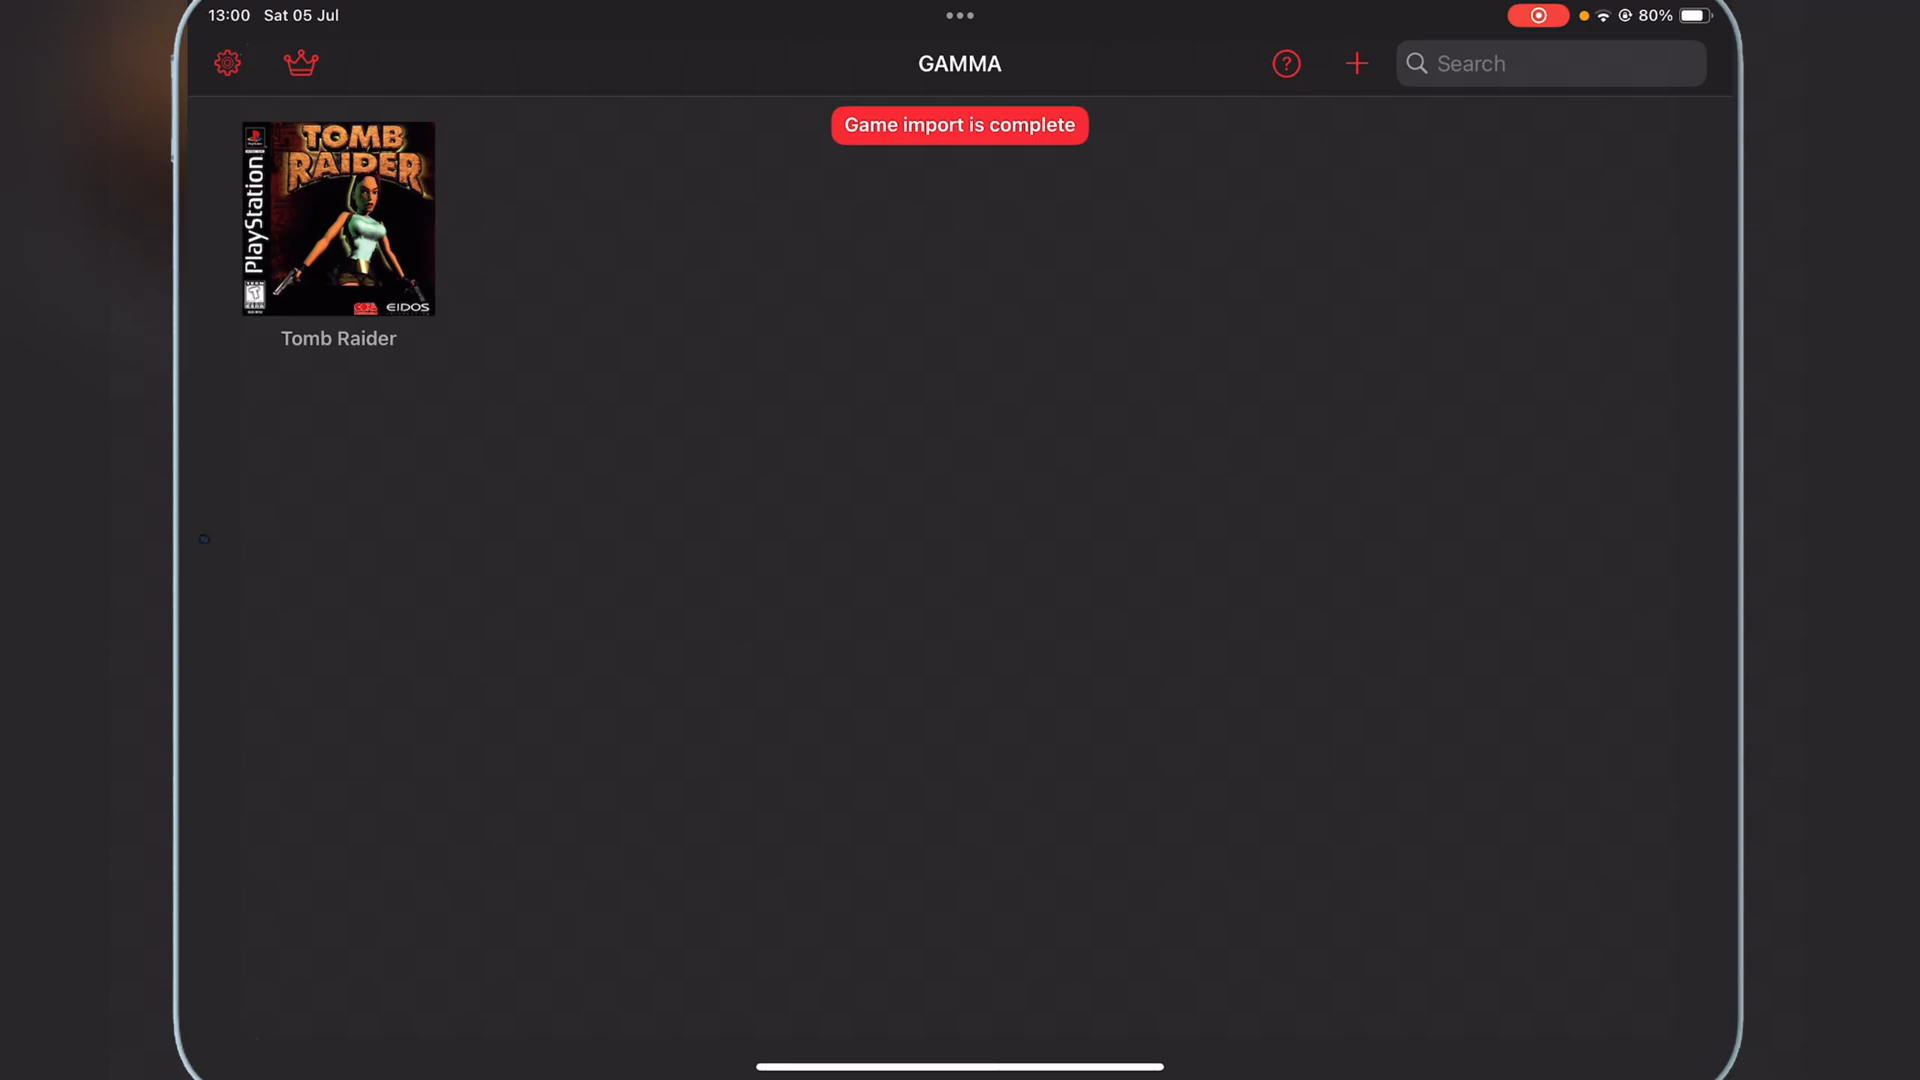 13:00 Sat 05 Jul
80%
GAMMA
?
Search
Game import is complete
TOMB
RAIDER
PlayStation
EIDOS
Tomb Raider